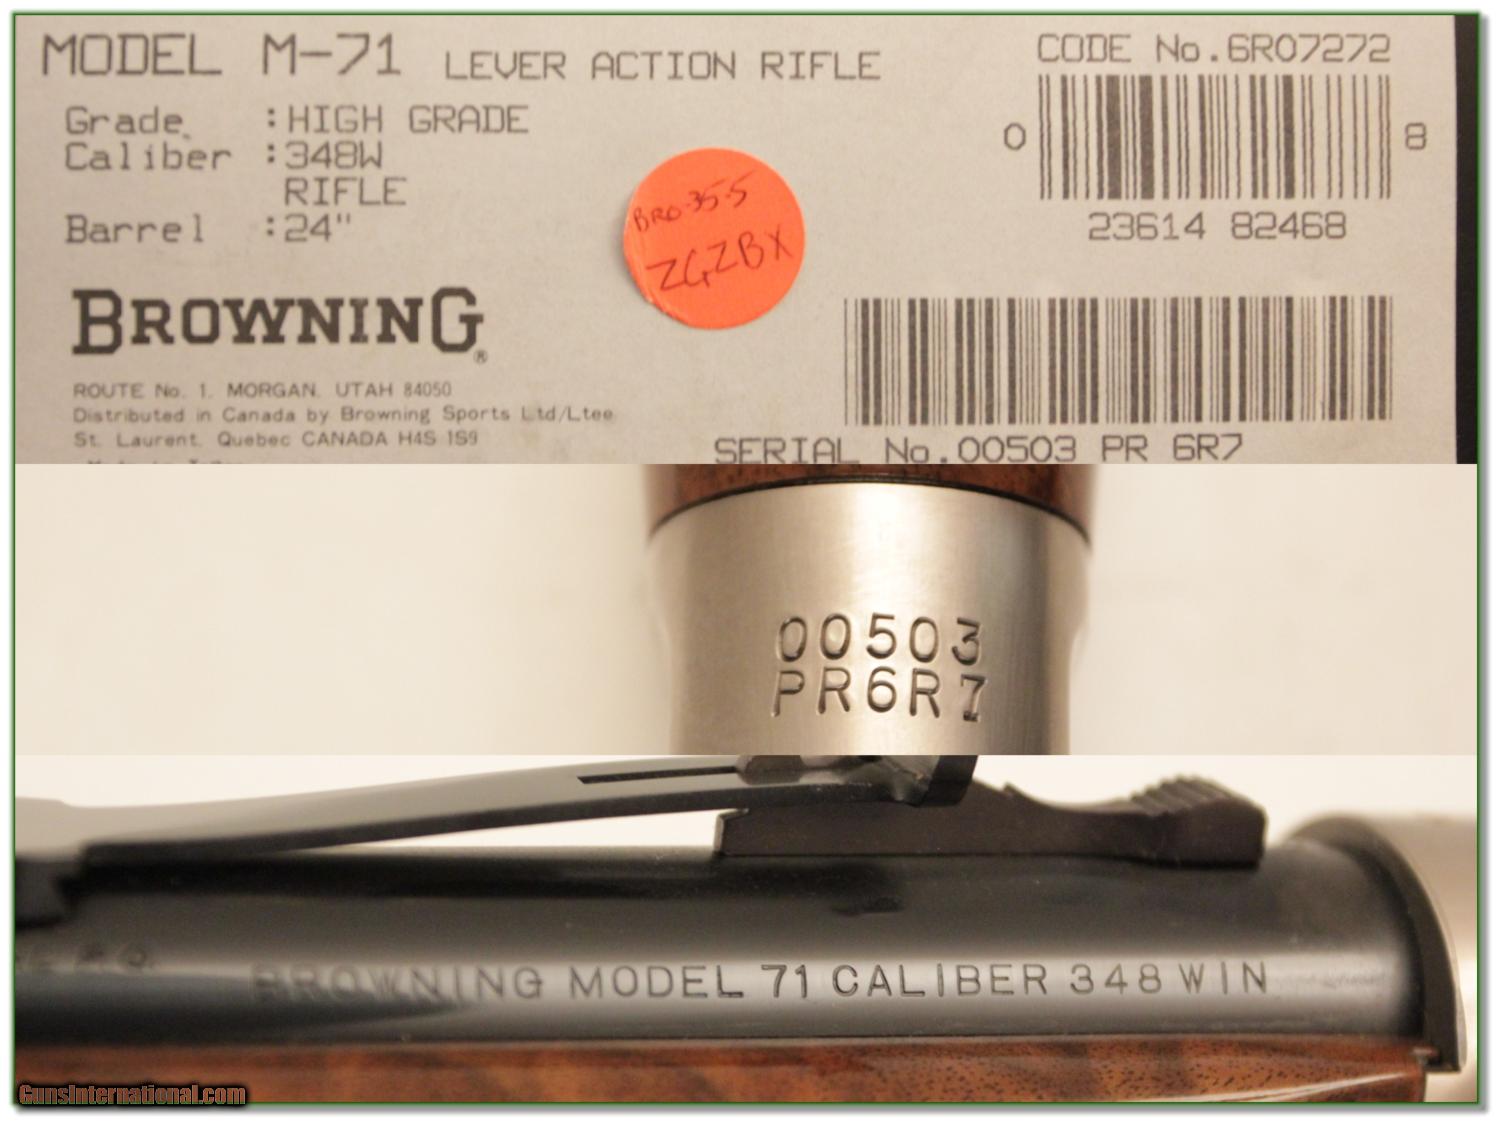 MODEL M-71 LEVER ACTION RIFLE
CODE No.6R07272
Grade :HIGH GRADE
Caliber :348W
RIFLE
Barrel :24"
0 8
23614 82468
BRO-35-5
ZGZBX
BROWNING®
ROUTE No. 1, MORGAN, UTAH 84050
Distributed in Canada by Browning Sports Ltd/Ltee
St. Laurent, Quebec CANADA H4S 1S9
SERIAL No.00503 PR 6R7
00503
PR6R7
BROWNING MODEL 71 CALIBER 348 WIN
GunsInternational.com